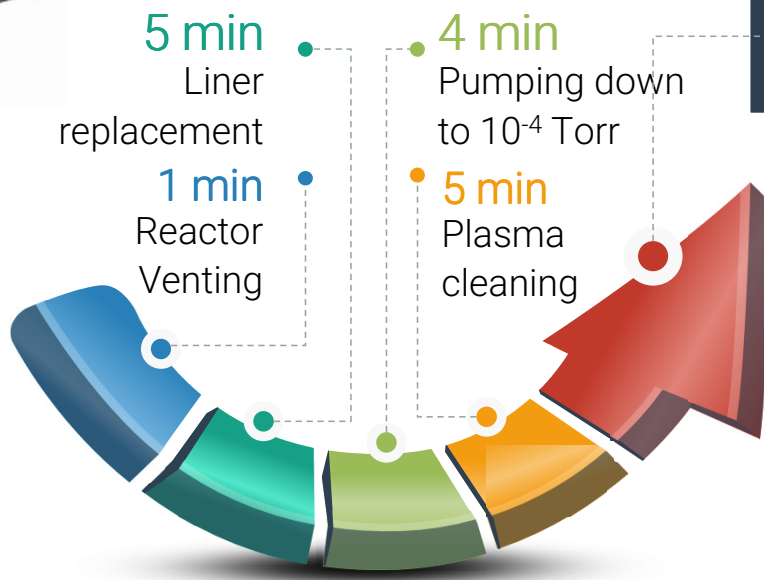 5 min
Liner
replacement
1 min
Reactor
Venting
4 min
Pumping down
to 10⁻⁴ Torr
5 min
Plasma
cleaning